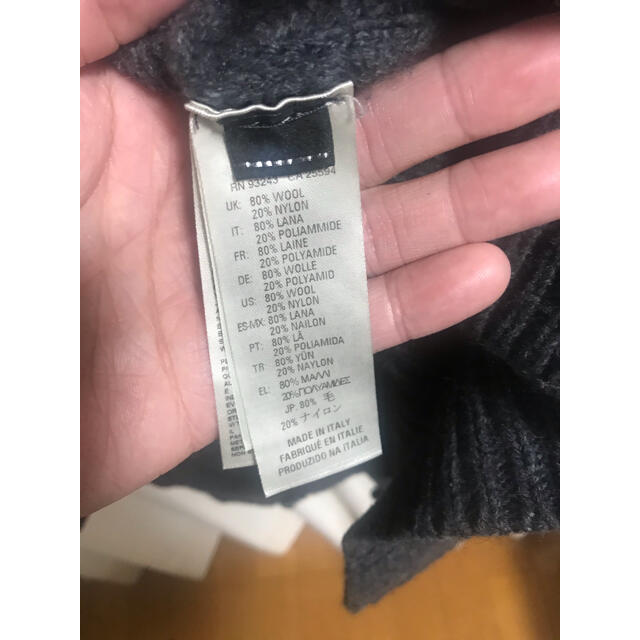 RN 93243 CA 25594
UK: 80% WOOL
20% NYLON
IT: 80% LANA
20% POLIAMMIDE
FR: 80% LAINE
20% POLYAMIDE
DE: 80% WOLLE
20% POLYAMID
US: 80% WOOL
20% NYLON
ES-MX: 80% LANA
20% NAILON
PT: 80% LÃ
20% POLIAMIDA
TR: 80% YÜN
20% NAYLON
EL: 80% ΜΑΛΛΙ
20% ΠΟΛΥΑΜΙΔΕΣ
JP: 80% 毛
20% ナイロン
MADE IN ITALY
FABRIQUÉ EN ITALIE
PRODUZIDO NA ITALIA